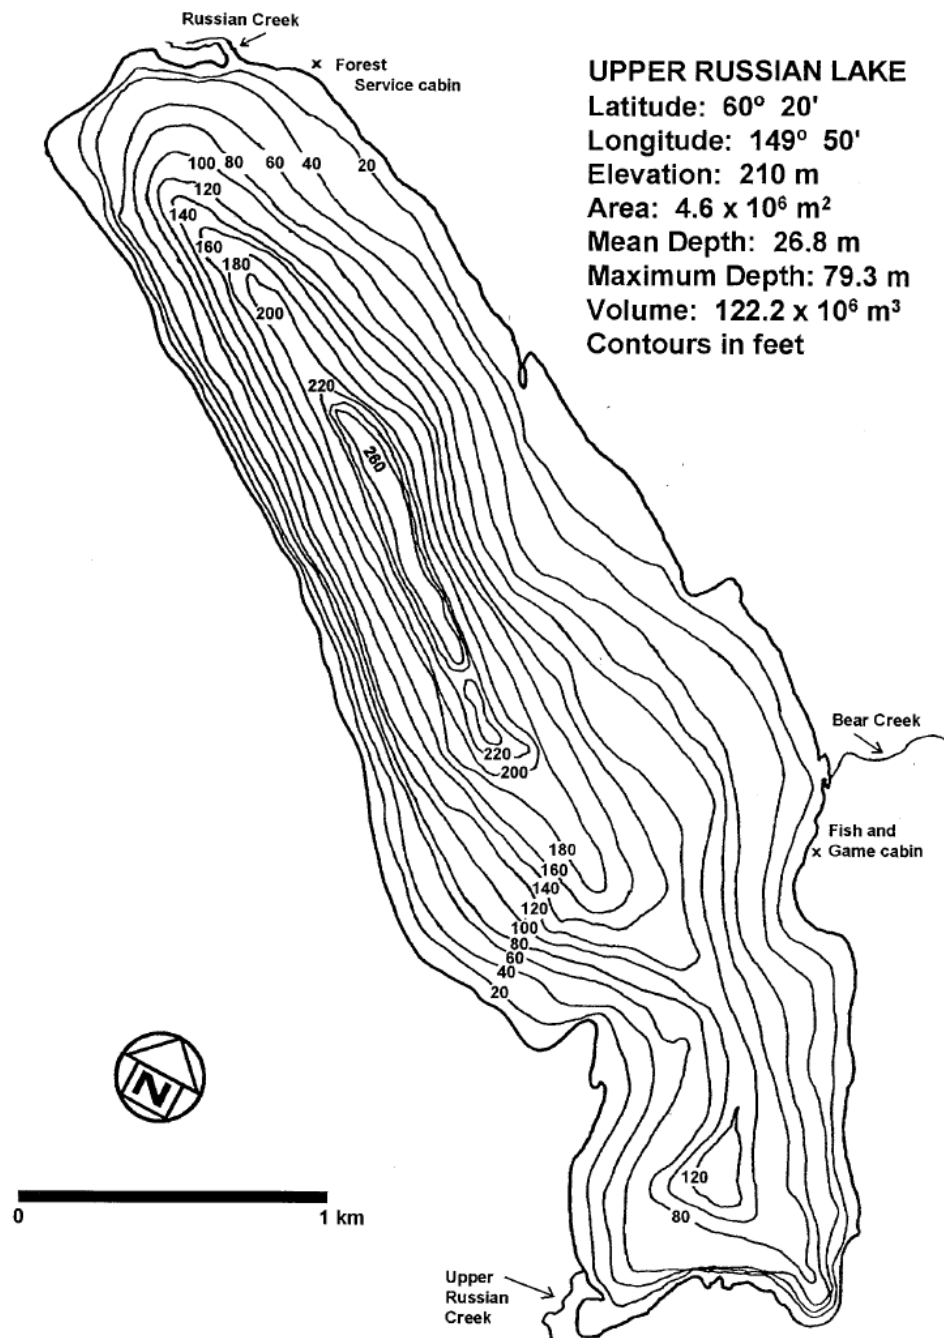 Russian Creek
Forest
Service cabin
UPPER RUSSIAN LAKE
Latitude: 60º 20'
Longitude: 149º 50'
Elevation: 210 m
Area: 4.6 x 10⁶ m²
Mean Depth: 26.8 m
Maximum Depth: 79.3 m
Volume: 122.2 x 10⁶ m³
Contours in feet
100 80 60 40 20
120
140
160
180
200
220
260
220
200
Bear Creek
Fish and
Game cabin
180
160
140
120
100
80
60
40
20
N
120
80
0 1 km
Upper
Russian
Creek